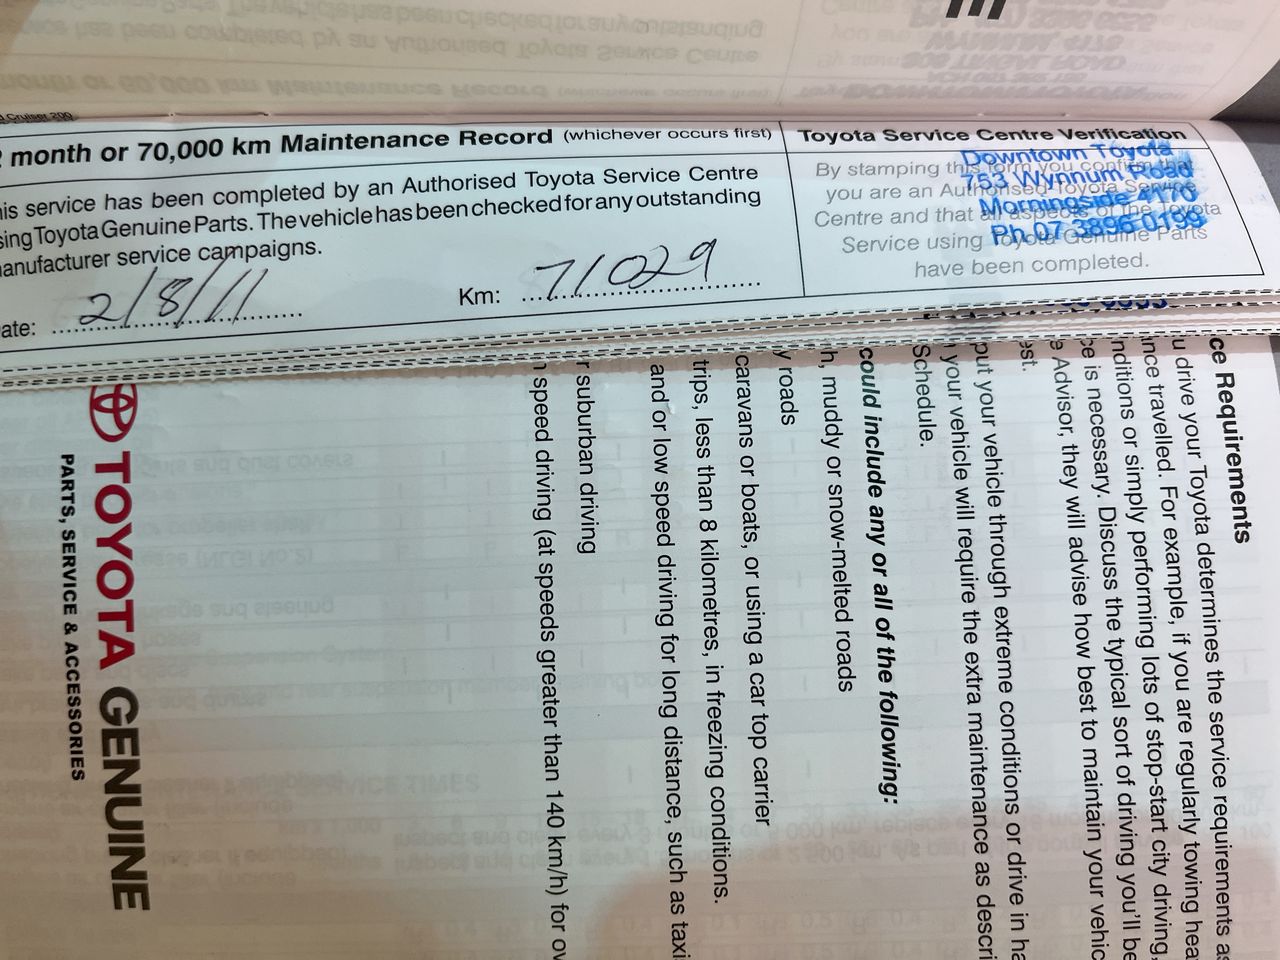 month or 70,000 km Maintenance Record (whichever occurs first)
his service has been completed by an Authorised Toyota Service Centre
sing Toyota Genuine Parts. The vehicle has been checked for any outstanding
anufacturer service campaigns.
ate: 2/8/11
Km: 71029
Toyota Service Centre Verification
By stamping this form you confirm that
you are an Authorised Toyota Service
Centre and that all aspects of the Toyota
Service using Toyota Genuine Parts
have been completed.
Downtown Toyota
753 Wynnum Road
Morningside 4170
Ph 07 3896 0199
ce Requirements
u drive your Toyota determines the service requirements as
nce travelled. For example, if you are regularly towing hea
nditions or simply performing lots of stop-start city driving,
ce is necessary. Discuss the typical sort of driving you'll be
e Advisor, they will advise how best to maintain your vehic
est.
put your vehicle through extreme conditions or drive in ha
your vehicle will require the extra maintenance as descri
Schedule.
could include any or all of the following:
h, muddy or snow-melted roads
y roads
caravans or boats, or using a car top carrier
trips, less than 8 kilometres, in freezing conditions.
and or low speed driving for long distance, such as taxi
r suburban driving
h speed driving (at speeds greater than 140 km/h) for ov
TOYOTA GENUINE
PARTS, SERVICE & ACCESSORIES